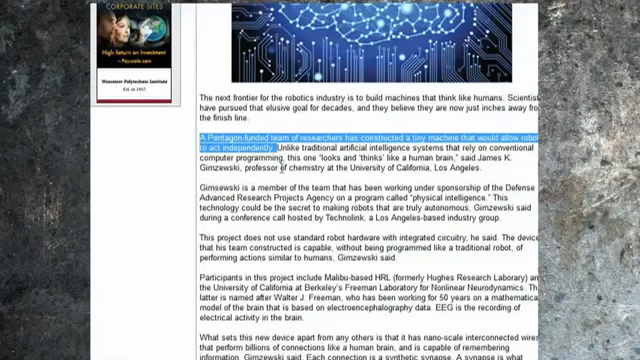 CORPORATE SITES
High Return on Investment
—Payscale.com
Worcester Polytechnic Institute
Est. in 1865
The next frontier for the robotics industry is to build machines that think like humans. Scientis
have pursued that elusive goal for decades, and they believe they are now just inches away fro
the finish line.
A Pentagon-funded team of researchers has constructed a tiny machine that would allow robo
to act independently. Unlike traditional artificial intelligence systems that rely on conventional
computer programming, this one "looks and 'thinks' like a human brain," said James K.
Gimzewski, professor of chemistry at the University of California, Los Angeles.
Gimsewski is a member of the team that has been working under sponsorship of the Defense
Advanced Research Projects Agency on a program called "physical intelligence." This
technology could be the secret to making robots that are truly autonomous, Gimzewski said
during a conference call hosted by Technolink, a Los Angeles-based industry group.
This project does not use standard robot hardware with integrated circuitry, he said. The device
that his team constructed is capable, without being programmed like a traditional robot, of
performing actions similar to humans, Gimzewski said.
Participants in this project include Malibu-based HRL (formerly Hughes Research Laborary) an
the University of California at Berkeley's Freeman Laboratory for Nonlinear Neurodynamics. Th
latter is named after Walter J. Freeman, who has been working for 50 years on a mathematica
model of the brain that is based on electroencephalography data. EEG is the recording of
electrical activity in the brain.
What sets this new device apart from any others is that it has nano-scale interconnected wires
that perform billions of connections like a human brain, and is capable of remembering
information, Gimzewski said. Each connection is a synthetic synapse. A synapse is what